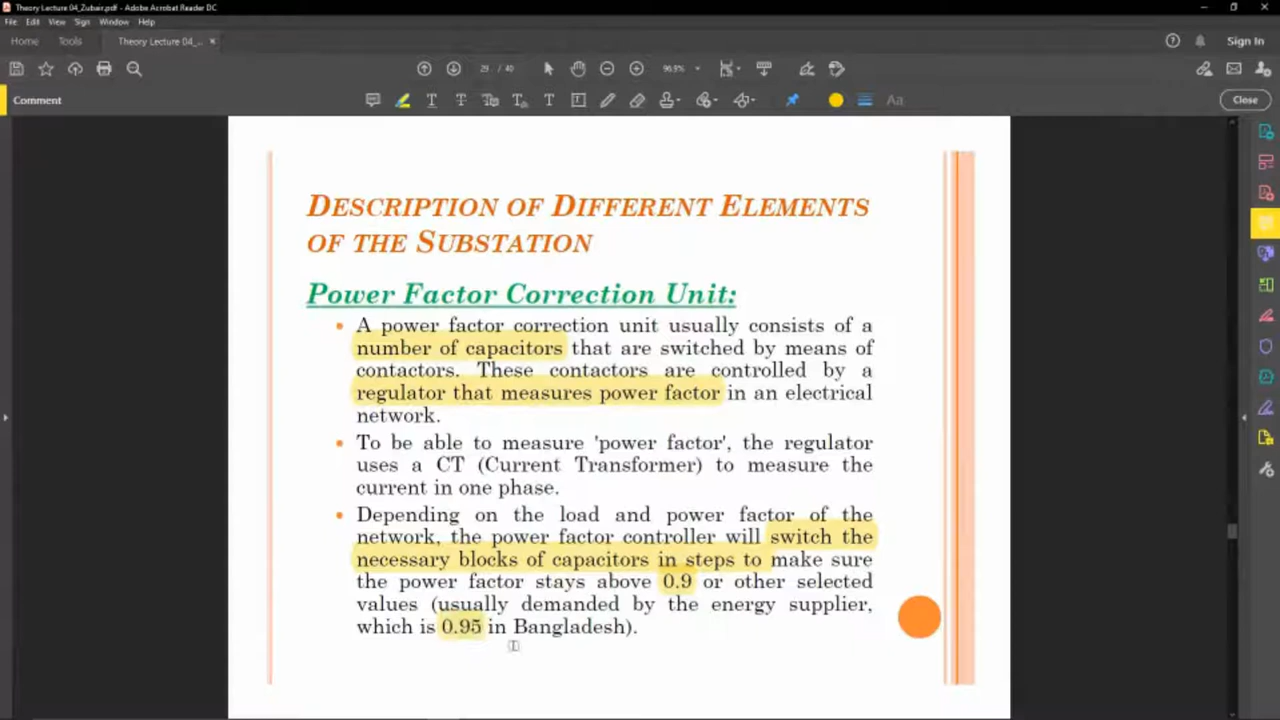 Theory Lecture 04_Zubair.pdf - Adobe Acrobat Reader DC
File Edit View Sign Window Help
Home Tools Theory Lecture 04_... × Sign In
29 / 40 96.9%
Comment Aa Close
DESCRIPTION OF DIFFERENT ELEMENTS
OF THE SUBSTATION
Power Factor Correction Unit:
• A power factor correction unit usually consists of a
number of capacitors that are switched by means of
contactors. These contactors are controlled by a
regulator that measures power factor in an electrical
network.
• To be able to measure 'power factor', the regulator
uses a CT (Current Transformer) to measure the
current in one phase.
• Depending on the load and power factor of the
network, the power factor controller will switch the
necessary blocks of capacitors in steps to make sure
the power factor stays above 0.9 or other selected
values (usually demanded by the energy supplier,
which is 0.95 in Bangladesh).